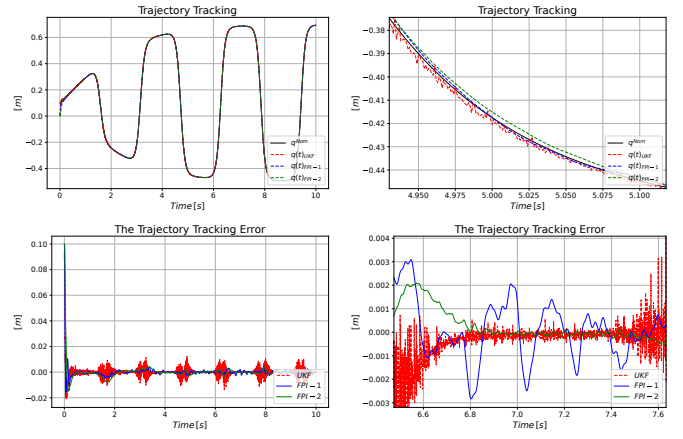 Trajectory Tracking
[m]
0.6
0.4
0.2
0.0
−0.2
−0.4
q^Nom
q(t)_UKF
q(t)_FPI−1
q(t)_FPI−2
0
2
4
6
8
10
Time [s]
Trajectory Tracking
[m]
−0.38
−0.39
−0.40
−0.41
−0.42
−0.43
−0.44
q^Nom
q(t)_UKF
q(t)_FPI−1
q(t)_FPI−2
4.950
4.975
5.000
5.025
5.050
5.075
5.100
Time [s]
The Trajectory Tracking Error
[m]
0.10
0.08
0.06
0.04
0.02
0.00
−0.02
UKF
FPI − 1
FPI − 2
0
2
4
6
8
10
Time [s]
The Trajectory Tracking Error
[m]
0.004
0.003
0.002
0.001
0.000
−0.001
−0.002
−0.003
UKF
FPI − 1
FPI − 2
6.6
6.8
7.0
7.2
7.4
7.6
Time [s]